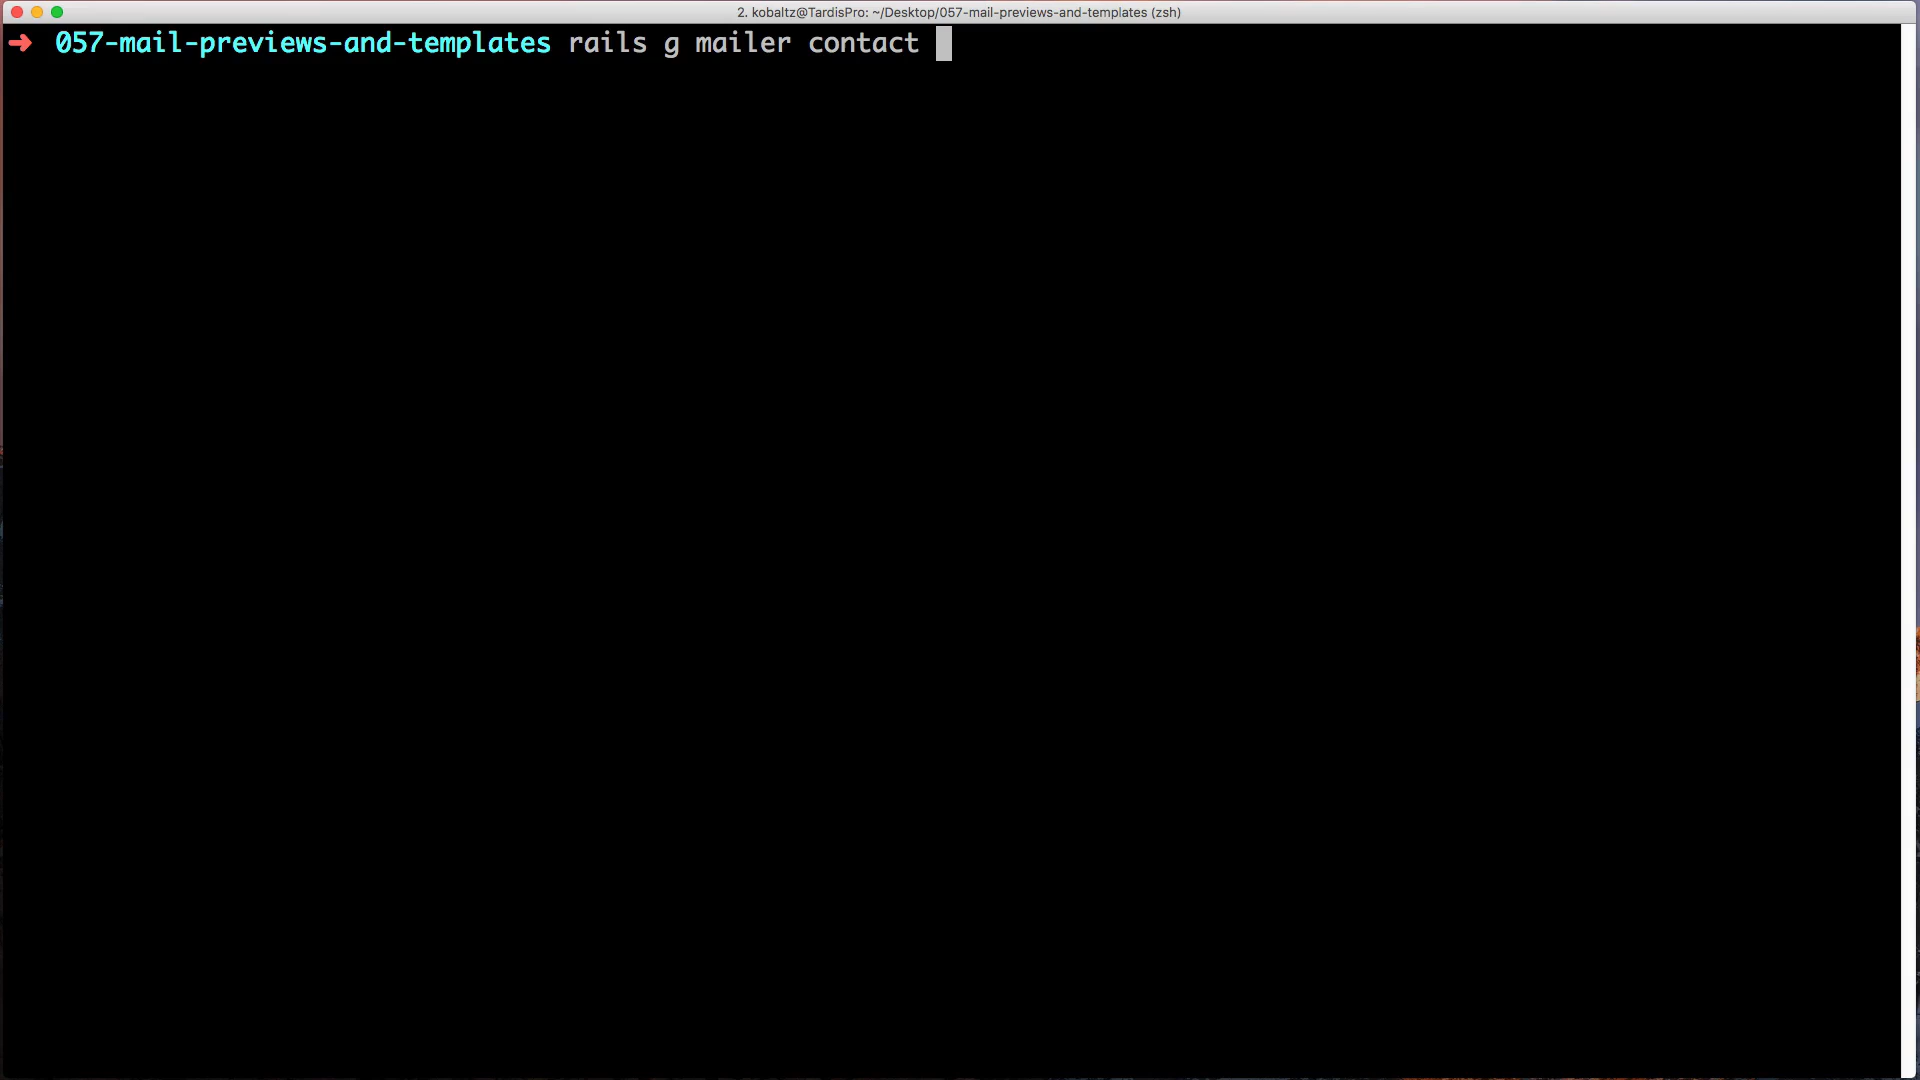 2. kobaltz@TardisPro: ~/Desktop/057-mail-previews-and-templates (zsh)
➜ 057-mail-previews-and-templates rails g mailer contact